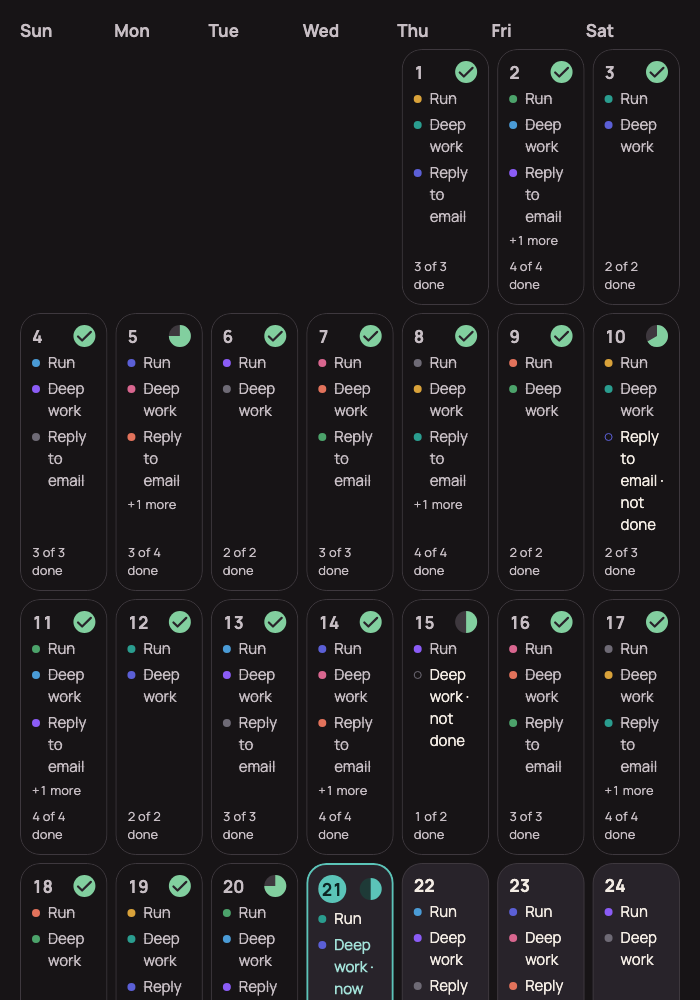 Sun Mon Tue Wed Thu Fri Sat
1
Run
Deep
work
Reply
to
email
3 of 3
done
2
Run
Deep
work
Reply
to
email
+1 more
4 of 4
done
3
Run
Deep
work
2 of 2
done
4
Run
Deep
work
Reply
to
email
3 of 3
done
5
Run
Deep
work
Reply
to
email
+1 more
3 of 4
done
6
Run
Deep
work
2 of 2
done
7
Run
Deep
work
Reply
to
email
3 of 3
done
8
Run
Deep
work
Reply
to
email
+1 more
4 of 4
done
9
Run
Deep
work
2 of 2
done
10
Run
Deep
work
Reply
to
email ·
not
done
2 of 3
done
11
Run
Deep
work
Reply
to
email
+1 more
4 of 4
done
12
Run
Deep
work
2 of 2
done
13
Run
Deep
work
Reply
to
email
3 of 3
done
14
Run
Deep
work
Reply
to
email
+1 more
4 of 4
done
15
Run
Deep
work ·
not
done
1 of 2
done
16
Run
Deep
work
Reply
to
email
3 of 3
done
17
Run
Deep
work
Reply
to
email
+1 more
4 of 4
done
18
Run
Deep
work
19
Run
Deep
work
Reply
20
Run
Deep
work
Reply
21
Run
Deep
work ·
now
22
Run
Deep
work
Reply
23
Run
Deep
work
Reply
24
Run
Deep
work